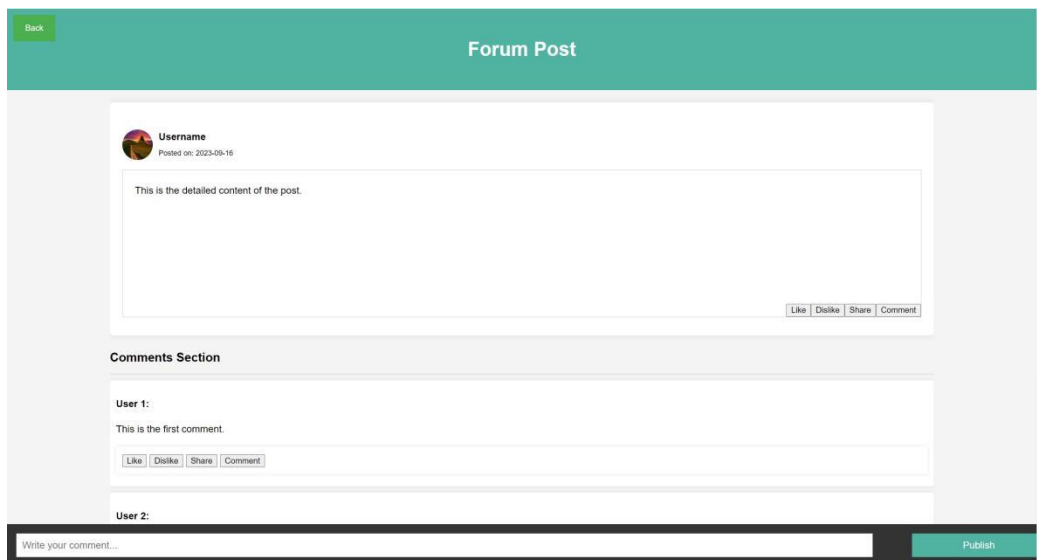 Back
Forum Post
Username
Posted on: 2023-09-16
This is the detailed content of the post.
Like Dislike Share Comment
Comments Section
User 1:
This is the first comment.
Like Dislike Share Comment
User 2:
Write your comment... Publish